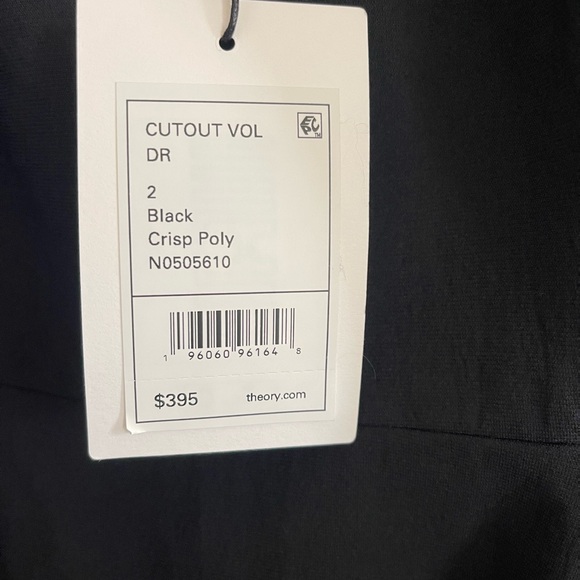 CUTOUT VOL
DR
2
Black
Crisp Poly
N0505610
1 96060 96164 8
$395 theory.com